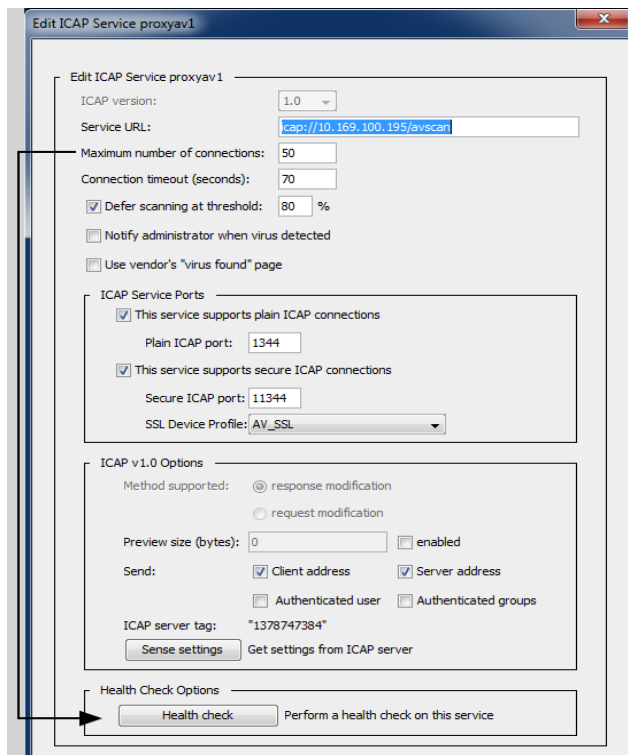 Edit ICAP Service proxyav1
Edit ICAP Service proxyav1
ICAP version: 1.0
Service URL: icap://10.169.100.195/avscan
Maximum number of connections: 50
Connection timeout (seconds): 70
Defer scanning at threshold: 80 %
Notify administrator when virus detected
Use vendor's "virus found" page
ICAP Service Ports
This service supports plain ICAP connections
Plain ICAP port: 1344
This service supports secure ICAP connections
Secure ICAP port: 11344
SSL Device Profile: AV_SSL
ICAP v1.0 Options
Method supported: response modification
request modification
Preview size (bytes): 0 enabled
Send: Client address Server address
Authenticated user Authenticated groups
ICAP server tag: "1378747384"
Sense settings Get settings from ICAP server
Health Check Options
Health check Perform a health check on this service